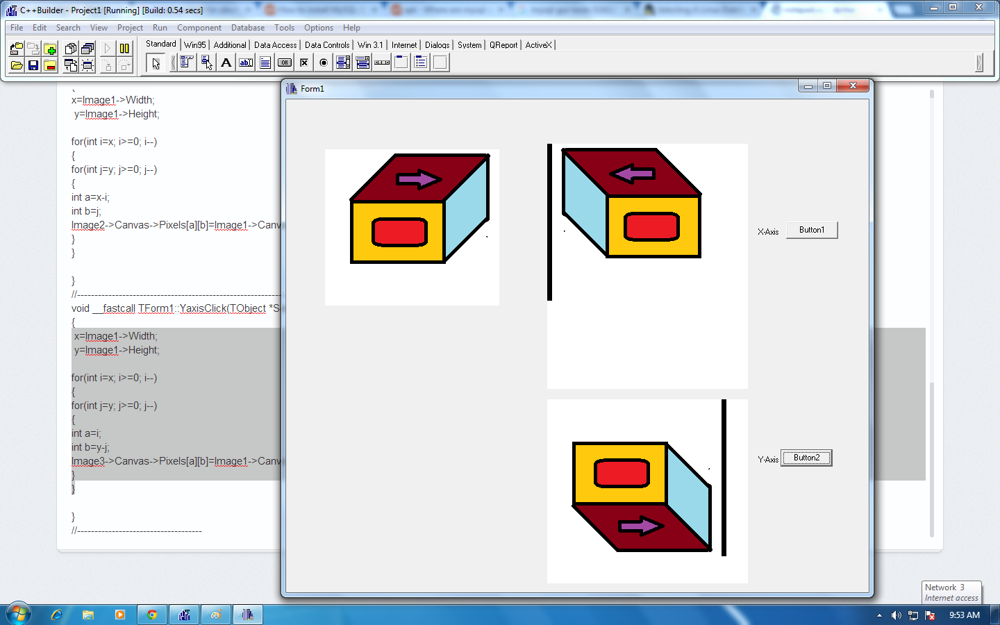 C++Builder - Project1 [Running] [Build: 0.54 secs]
File Edit Search View Project Run Component Database Tools Options Help
Standard Win95 Additional Data Access Data Controls Win 3.1 Internet Dialogs System QReport ActiveX
A ab OK
Form1
{
x=Image1->Width;
y=Image1->Height;
for(int i=x; i>=0; i--)
{
for(int j=y; j>=0; j--)
{
int a=x-i;
int b=j;
Image2->Canvas->Pixels[a][b]=Image1->Canv
}
}
}
//------------------------------------------------------------
void __fastcall TForm1::YaxisClick(TObject *S
{
x=Image1->Width;
y=Image1->Height;
for(int i=x; i>=0; i--)
{
for(int j=y; j>=0; j--)
{
int a=i;
int b=y-j;
Image3->Canvas->Pixels[a][b]=Image1->Canv
}
}
}
//------------------------------------
X-Axis Button1
Y-Axis Button2
Network 3
Internet access
9:53 AM